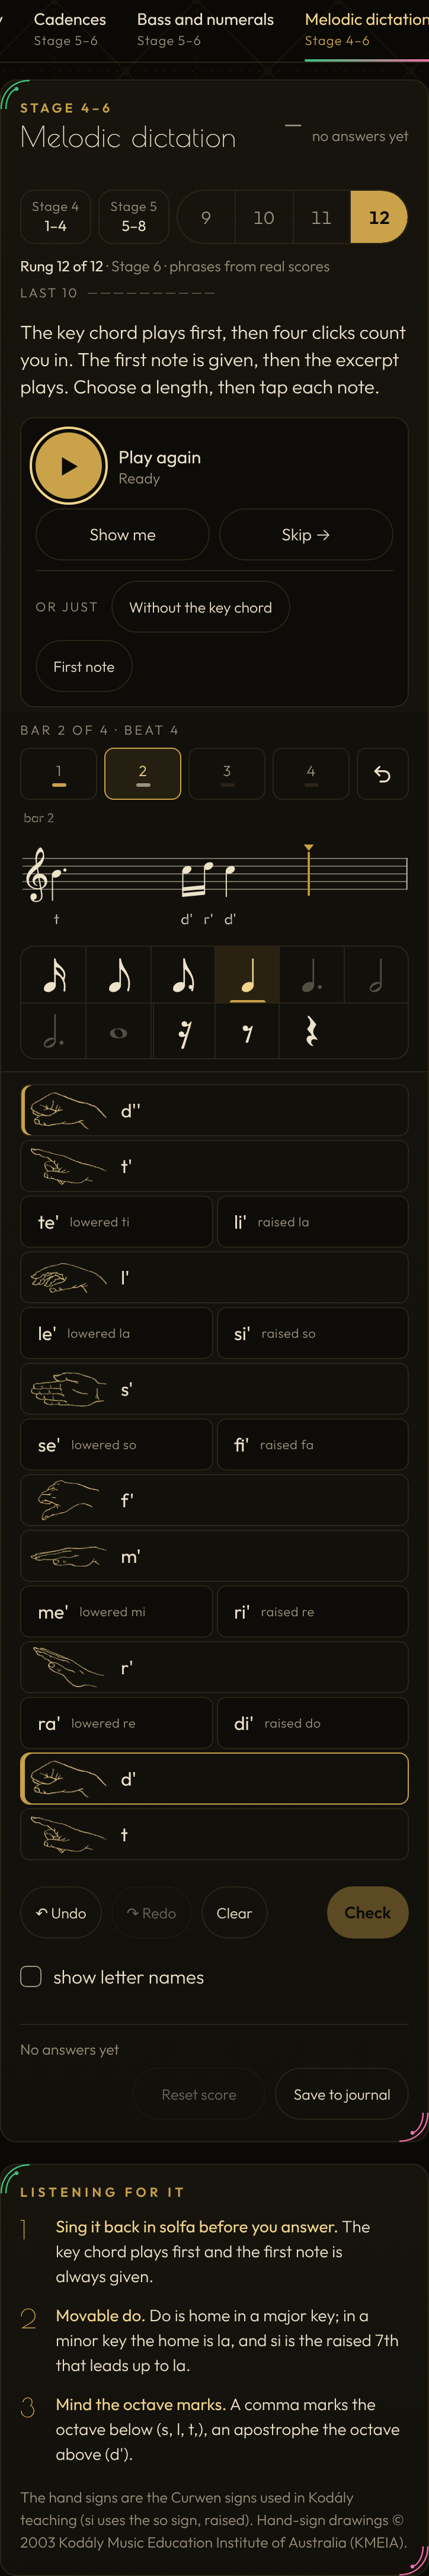 Cadences
Stage 5–6
Bass and numerals
Stage 5–6
Melodic dictation
Stage 4–6
STAGE 4–6
Melodic dictation
— no answers yet
Stage 4
1–4
Stage 5
5–8
9
10
11
12
Rung 12 of 12 · Stage 6 · phrases from real scores
LAST 10 — — — — — — — — — —
The key chord plays first, then four clicks count
you in. The first note is given, then the excerpt
plays. Choose a length, then tap each note.
Play again
Ready
Show me
Skip →
OR JUST
Without the key chord
First note
BAR 2 OF 4 · BEAT 4
1
2
3
4
bar 2
t d' r' d'
d''
t'
te' lowered ti
li' raised la
l'
le' lowered la
si' raised so
s'
se' lowered so
fi' raised fa
f'
m'
me' lowered mi
ri' raised re
r'
ra' lowered re
di' raised do
d'
t
↶ Undo
↷ Redo
Clear
Check
show letter names
No answers yet
Reset score
Save to journal
LISTENING FOR IT
1 Sing it back in solfa before you answer. The
key chord plays first and the first note is
always given.
2 Movable do. Do is home in a major key; in a
minor key the home is la, and si is the raised 7th
that leads up to la.
3 Mind the octave marks. A comma marks the
octave below (s, l, t,), an apostrophe the octave
above (d').
The hand signs are the Curwen signs used in Kodály
teaching (si uses the so sign, raised). Hand-sign drawings ©
2003 Kodály Music Education Institute of Australia (KMEIA).